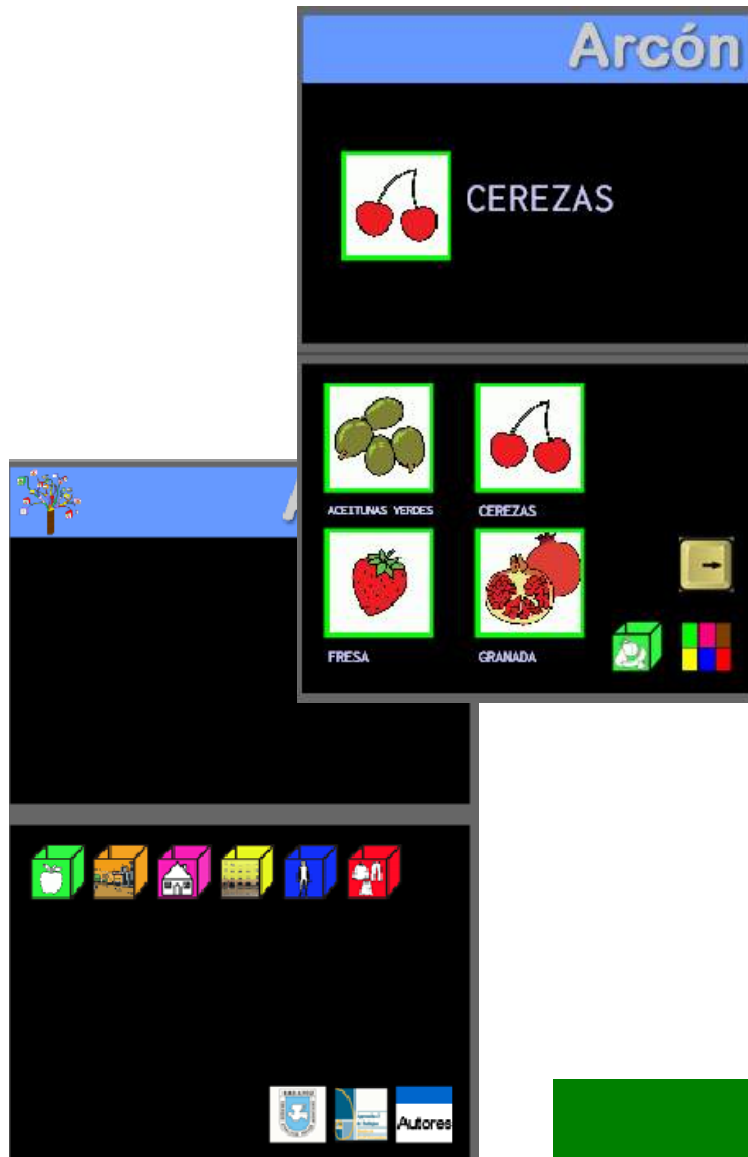 Arcón
CEREZAS
ACEITUNAS VERDES
CEREZAS
FRESA
GRANADA
A
Autores